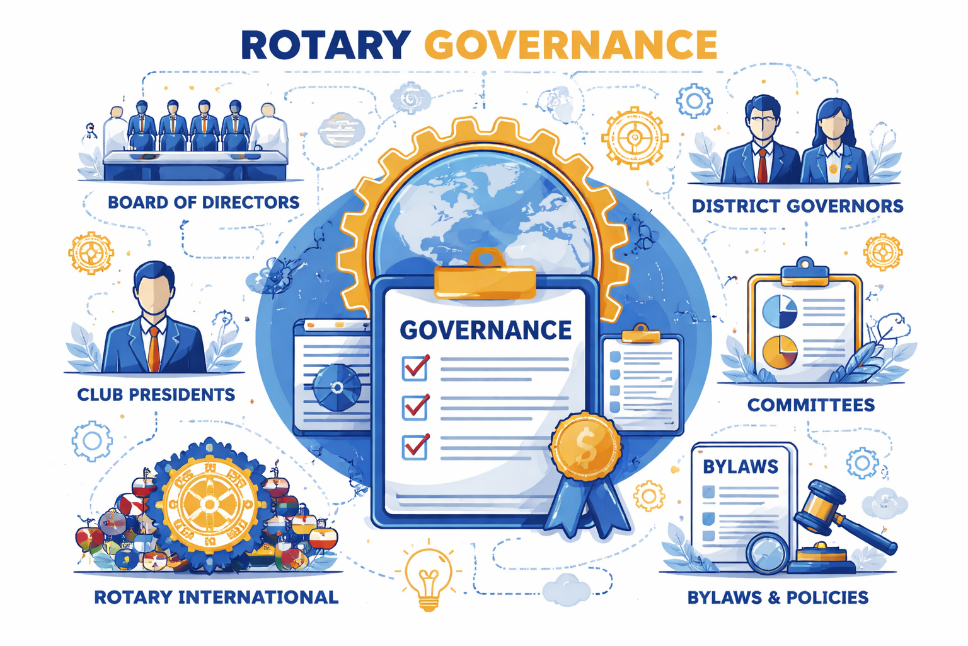 ROTARY GOVERNANCE
BOARD OF DIRECTORS
DISTRICT GOVERNORS
GOVERNANCE
CLUB PRESIDENTS
COMMITTEES
BYLAWS
$
ROTARY INTERNATIONAL
BYLAWS & POLICIES